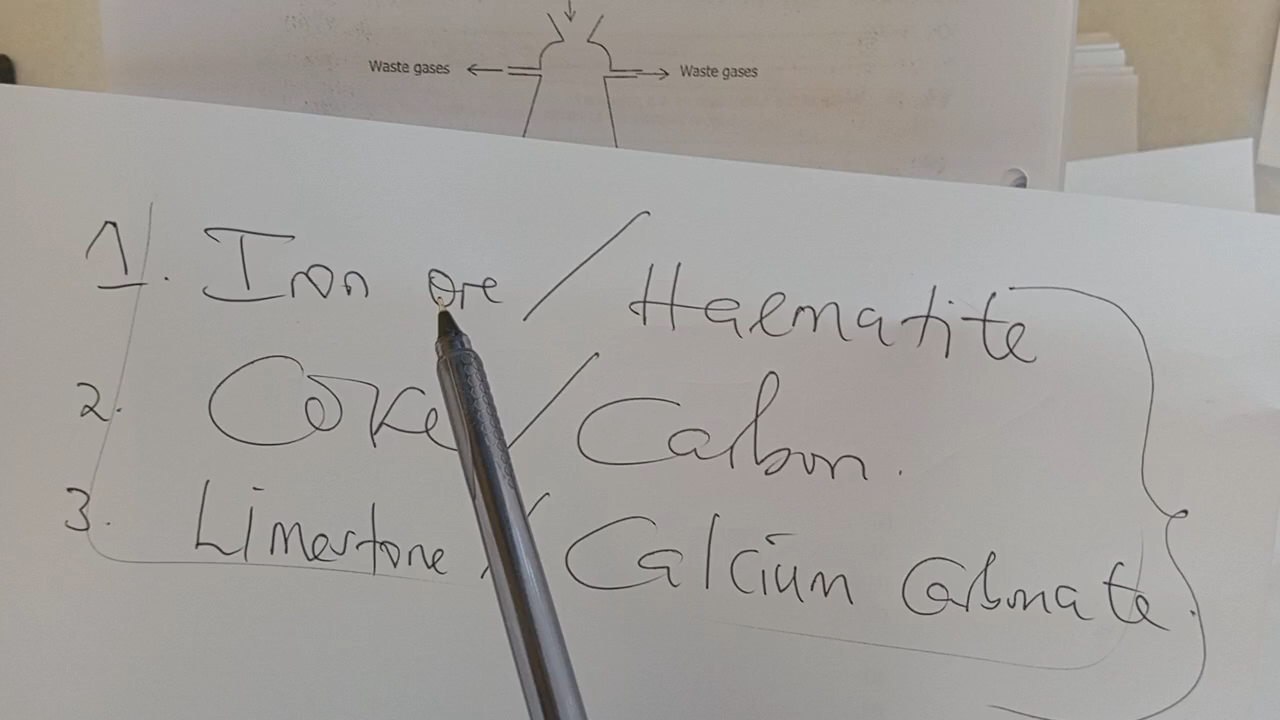 Waste gases Waste gases
1. Iron ore / Haematite
2. Coke / Carbon.
3. Limestone / Calcium Carbonate.